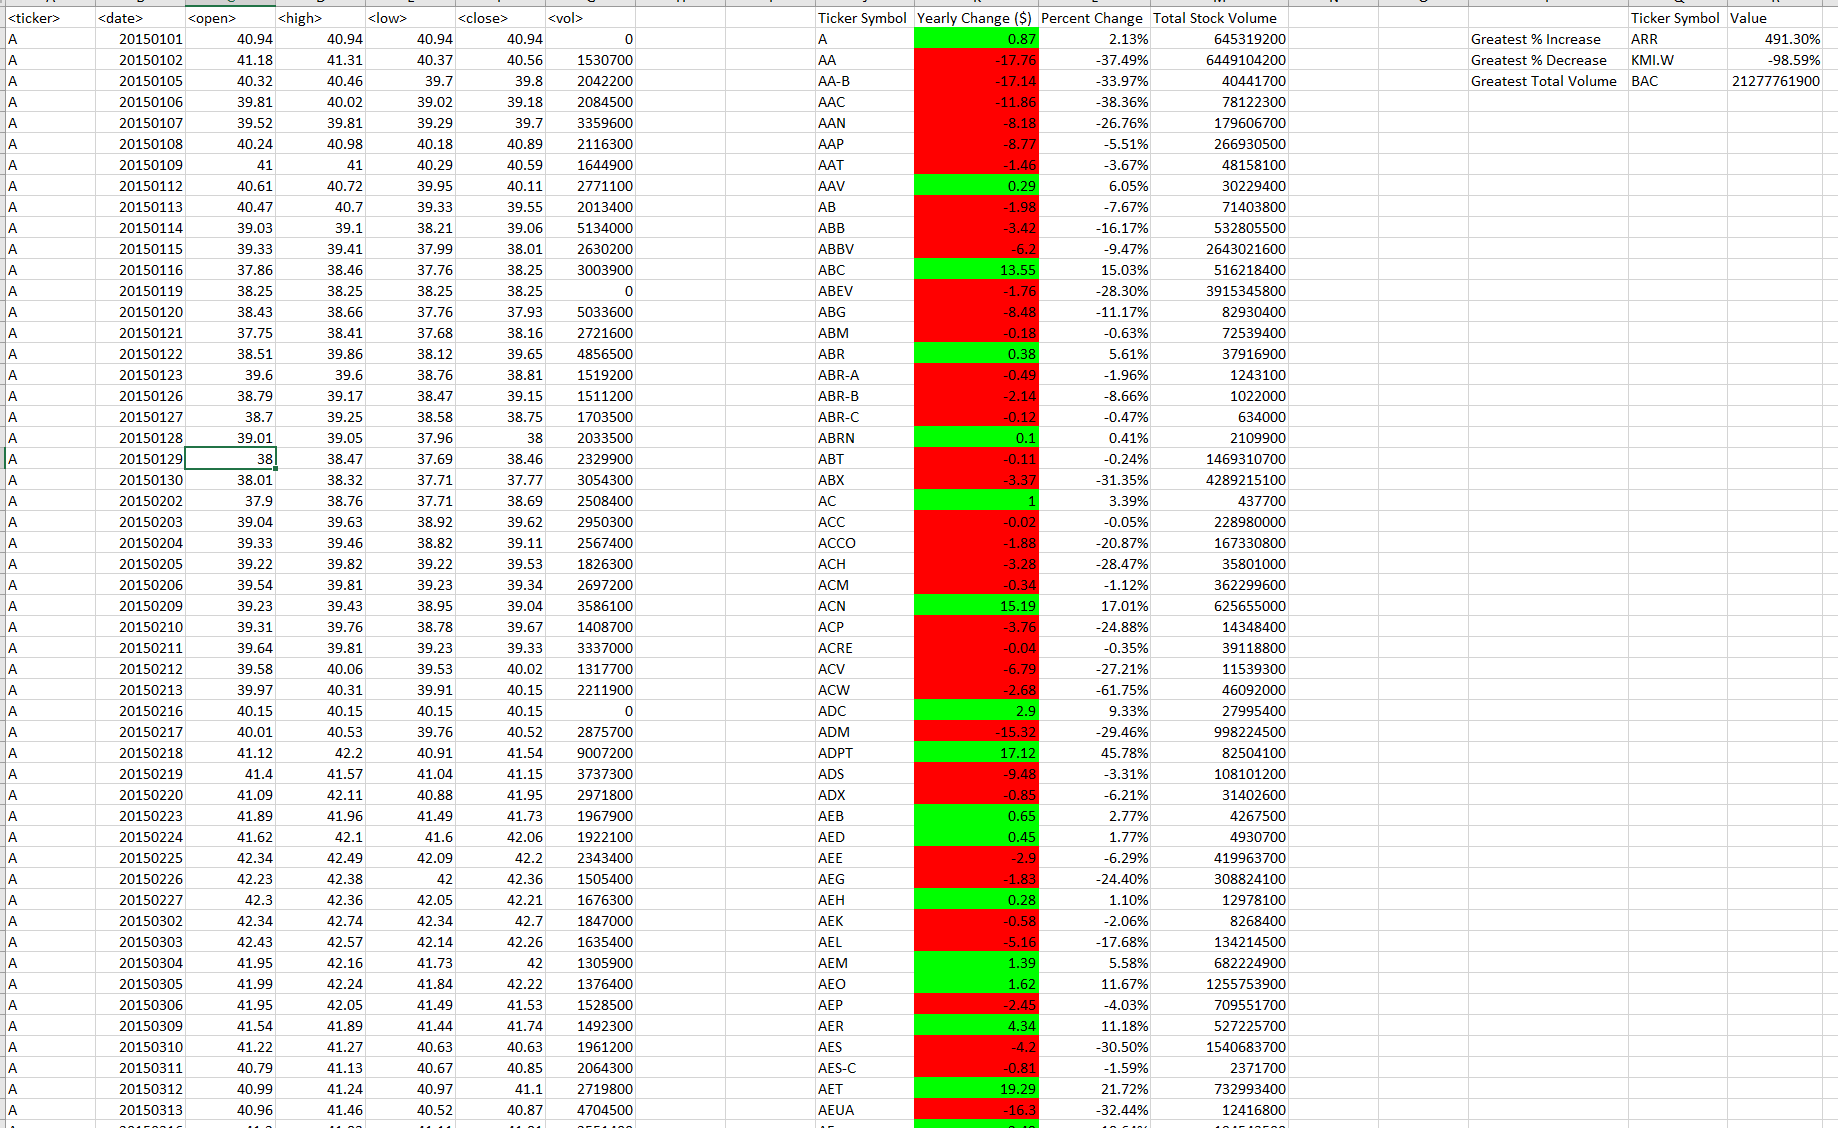 <ticker> <date> <open> <high> <low> <close> <vol> Ticker Symbol Yearly Change ($) Percent Change Total Stock Volume Ticker Symbol Value
A 20150101 40.94 40.94 40.94 40.94 0 A 0.87 2.13% 645319200 Greatest % Increase ARR 491.30%
A 20150102 41.18 41.31 40.37 40.56 1530700 AA -17.76 -37.49% 6449104200 Greatest % Decrease KMI.W -98.59%
A 20150105 40.32 40.46 39.7 39.8 2042200 AA-B -17.14 -33.97% 40441700 Greatest Total Volume BAC 21277761900
A 20150106 39.81 40.02 39.02 39.18 2084500 AAC -11.86 -38.36% 78122300
A 20150107 39.52 39.81 39.29 39.7 3359600 AAN -8.18 -26.76% 179606700
A 20150108 40.24 40.98 40.18 40.89 2116300 AAP -8.77 -5.51% 266930500
A 20150109 41 41 40.29 40.59 1644900 AAT -1.46 -3.67% 48158100
A 20150112 40.61 40.72 39.95 40.11 2771100 AAV 0.29 6.05% 30229400
A 20150113 40.47 40.7 39.33 39.55 2013400 AB -1.98 -7.67% 71403800
A 20150114 39.03 39.1 38.21 39.06 5134000 ABB -3.42 -16.17% 532805500
A 20150115 39.33 39.41 37.99 38.01 2630200 ABBV -6.2 -9.47% 2643021600
A 20150116 37.86 38.46 37.76 38.25 3003900 ABC 13.55 15.03% 516218400
A 20150119 38.25 38.25 38.25 38.25 0 ABEV -1.76 -28.30% 3915345800
A 20150120 38.43 38.66 37.76 37.93 5033600 ABG -8.48 -11.17% 82930400
A 20150121 37.75 38.41 37.68 38.16 2721600 ABM -0.18 -0.63% 72539400
A 20150122 38.51 39.86 38.12 39.65 4856500 ABR 0.38 5.61% 37916900
A 20150123 39.6 39.6 38.76 38.81 1519200 ABR-A -0.49 -1.96% 1243100
A 20150126 38.79 39.17 38.47 39.15 1511200 ABR-B -2.14 -8.66% 1022000
A 20150127 38.7 39.25 38.58 38.75 1703500 ABR-C -0.12 -0.47% 634000
A 20150128 39.01 39.05 37.96 38 2033500 ABRN 0.1 0.41% 2109900
A 20150129 38 38.47 37.69 38.46 2329900 ABT -0.11 -0.24% 1469310700
A 20150130 38.01 38.32 37.71 37.77 3054300 ABX -3.37 -31.35% 4289215100
A 20150202 37.9 38.76 37.71 38.69 2508400 AC 1 3.39% 437700
A 20150203 39.04 39.63 38.92 39.62 2950300 ACC -0.02 -0.05% 228980000
A 20150204 39.33 39.46 38.82 39.11 2567400 ACCO -1.88 -20.87% 167330800
A 20150205 39.22 39.82 39.22 39.53 1826300 ACH -3.28 -28.47% 35801000
A 20150206 39.54 39.81 39.23 39.34 2697200 ACM -0.34 -1.12% 362299600
A 20150209 39.23 39.43 38.95 39.04 3586100 ACN 15.19 17.01% 625655000
A 20150210 39.31 39.76 38.78 39.67 1408700 ACP -3.76 -24.88% 14348400
A 20150211 39.64 39.81 39.23 39.33 3337000 ACRE -0.04 -0.35% 39118800
A 20150212 39.58 40.06 39.53 40.02 1317700 ACV -6.79 -27.21% 11539300
A 20150213 39.97 40.31 39.91 40.15 2211900 ACW -2.68 -61.75% 46092000
A 20150216 40.15 40.15 40.15 40.15 0 ADC 2.9 9.33% 27995400
A 20150217 40.01 40.53 39.76 40.52 2875700 ADM -15.32 -29.46% 998224500
A 20150218 41.12 42.2 40.91 41.54 9007200 ADPT 17.12 45.78% 82504100
A 20150219 41.4 41.57 41.04 41.15 3737300 ADS -9.48 -3.31% 108101200
A 20150220 41.09 42.11 40.88 41.95 2971800 ADX -0.85 -6.21% 31402600
A 20150223 41.89 41.96 41.49 41.73 1967900 AEB 0.65 2.77% 4267500
A 20150224 41.62 42.1 41.6 42.06 1922100 AED 0.45 1.77% 4930700
A 20150225 42.34 42.49 42.09 42.2 2343400 AEE -2.9 -6.29% 419963700
A 20150226 42.23 42.38 42 42.36 1505400 AEG -1.83 -24.40% 308824100
A 20150227 42.3 42.36 42.05 42.21 1676300 AEH 0.28 1.10% 12978100
A 20150302 42.34 42.74 42.34 42.7 1847000 AEK -0.58 -2.06% 8268400
A 20150303 42.43 42.57 42.14 42.26 1635400 AEL -5.16 -17.68% 134214500
A 20150304 41.95 42.16 41.73 42 1305900 AEM 1.39 5.58% 682224900
A 20150305 41.99 42.24 41.84 42.22 1376400 AEO 1.62 11.67% 1255753900
A 20150306 41.95 42.05 41.49 41.53 1528500 AEP -2.45 -4.03% 709551700
A 20150309 41.54 41.89 41.44 41.74 1492300 AER 4.34 11.18% 527225700
A 20150310 41.22 41.27 40.63 40.63 1961200 AES -4.2 -30.50% 1540683700
A 20150311 40.79 41.13 40.67 40.85 2064300 AES-C -0.81 -1.59% 2371700
A 20150312 40.99 41.24 40.97 41.1 2719800 AET 19.29 21.72% 732993400
A 20150313 40.96 41.46 40.52 40.87 4704500 AEUA -16.3 -32.44% 12416800